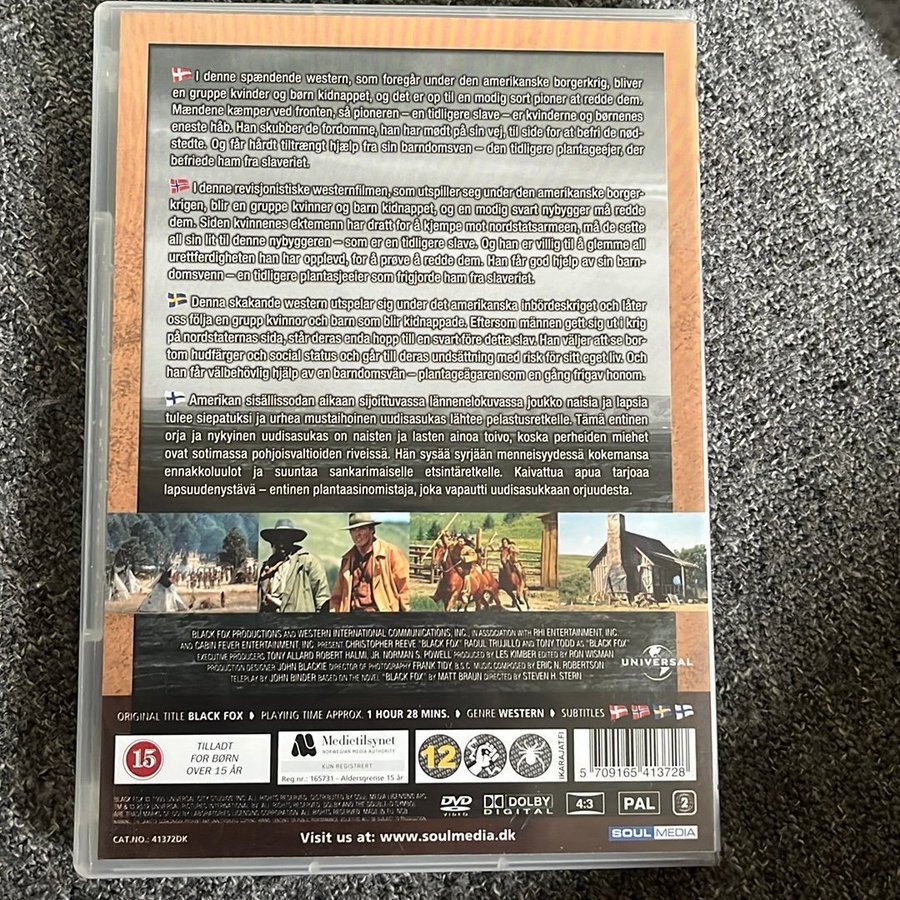 I denne spændende western, som foregår under den amerikanske borgerkrig, bliver
en gruppe kvinder og børn kidnappet, og det er op til en modig sort pioner at redde dem.
Mændene kæmper ved fronten, så pioneren – en tidligere slave – er kvinderne og børnenes
eneste håb. Han skubber de fordomme, han har mødt på sin vej, til side for at befri de nød-
stedte. Og får hårdt tiltrængt hjælp fra sin barndomsven – den tidligere plantageejer, der
befriede ham fra slaveriet.
I denne revisjonistiske westernfilmen, som utspiller seg under den amerikanske borger-
krigen, blir en gruppe kvinner og barn kidnappet, og en modig svart nybygger må redde
dem. Siden kvinnenes ektemenn har dratt for å kjempe mot nordstatsarmeen, må de sette
all sin lit til denne nybyggeren – som er en tidligere slave. Og han er villig til å glemme all
urettferdigheten han har opplevd, for å prøve å redde dem. Han får god hjelp av sin barn-
domsvenn – en tidligere plantasjeeier som frigjorde ham fra slaveriet.
Denna skakande western utspelar sig under det amerikanska inbördeskriget och låter
oss följa en grupp kvinnor och barn som blir kidnappade. Eftersom männen gett sig ut i krig
på nordstaternas sida, står deras enda hopp till en svart före detta slav. Han väljer att se bor-
tom hudfärger och social status och går till deras undsättning med risk för sitt eget liv. Och
han får välbehövlig hjälp av en barndomsvän – plantageägaren som en gång frigav honom.
Amerikan sisällissodan aikaan sijoittuvassa lännenelokuvassa joukko naisia ja lapsia
tulee siepatuksi ja urhea mustaihoinen uudisasukas lähtee pelastusretkelle. Tämä entinen
orja ja nykyinen uudisasukas on naisten ja lasten ainoa toivo, koska perheiden miehet
ovat sotimassa pohjoisvaltioiden riveissä. Hän sysää syrjään menneisyydessä kokemansa
ennakkoluulot ja suuntaa sankarimaiselle etsintäretkelle. Kaivattua apua tarjoaa
lapsuudenystävä – entinen plantaasinomistaja, joka vapautti uudisasukkaan orjuudesta.
BLACK FOX PRODUCTIONS AND WESTERN INTERNATIONAL COMMUNICATIONS, INC. IN ASSOCIATION WITH RHI ENTERTAINMENT, INC.
AND CABIN FEVER ENTERTAINMENT, INC. PRESENT CHRISTOPHER REEVE "BLACK FOX" RAOUL TRUJILLO AND TONY TODD AS "BLACK FOX"
EXECUTIVE PRODUCERS TONY ALLARD ROBERT HALMI, JR. NORMAN S. POWELL PRODUCED BY LES KIMBER EDITED BY RON WISMAN
PRODUCTION DESIGNER JOHN BLACKIE DIRECTOR OF PHOTOGRAPHY FRANK TIDY, B.S.C. MUSIC COMPOSED BY ERIC N. ROBERTSON
TELEPLAY BY JOHN BINDER BASED ON THE NOVEL "BLACK FOX" BY MATT BRAUN DIRECTED BY STEVEN H. STERN
UNIVERSAL
ORIGINAL TITLE BLACK FOX PLAYING TIME APPROX. 1 HOUR 28 MINS. GENRE WESTERN SUBTITLES
15
TILLADT
FOR BØRN
OVER 15 ÅR
Medietilsynet
NORWEGIAN MEDIA AUTHORITY
KUN REGISTRERT
Reg nr.: 165731 - Aldersgrense 15 år
12
IKARAJAT.FI
5 709165 413728
DVD
VIDEO
DOLBY
DIGITAL
4:3
PAL
2
SOULMEDIA
CAT.NO.: 41372DK
Visit us at: www.soulmedia.dk